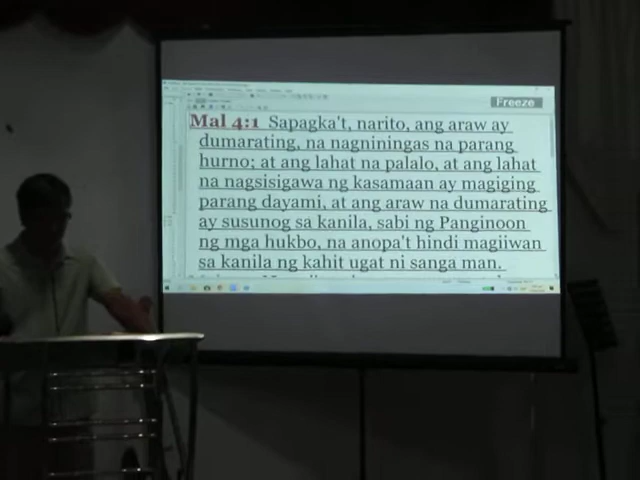 Freeze
Mal 4:1 Sapagka't, narito, ang araw ay
dumarating, na nagniningas na parang
hurno; at ang lahat na palalo, at ang lahat
na nagsisigawa ng kasamaan ay magiging
parang dayami, at ang araw na dumarating
ay susunog sa kanila, sabi ng Panginoon
ng mga hukbo, na anopa't hindi magiiwan
sa kanila ng kahit ugat ni sanga man.